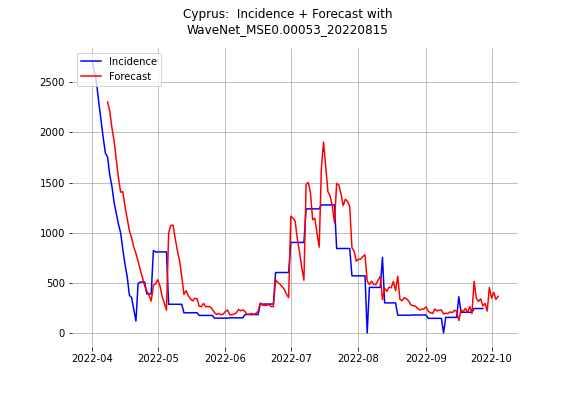 Cyprus:  Incidence + Forecast with
WaveNet_MSE0.00053_20220815
Incidence
Forecast
2500
2000
1500
1000
500
0
2022-04 2022-05 2022-06 2022-07 2022-08 2022-09 2022-10